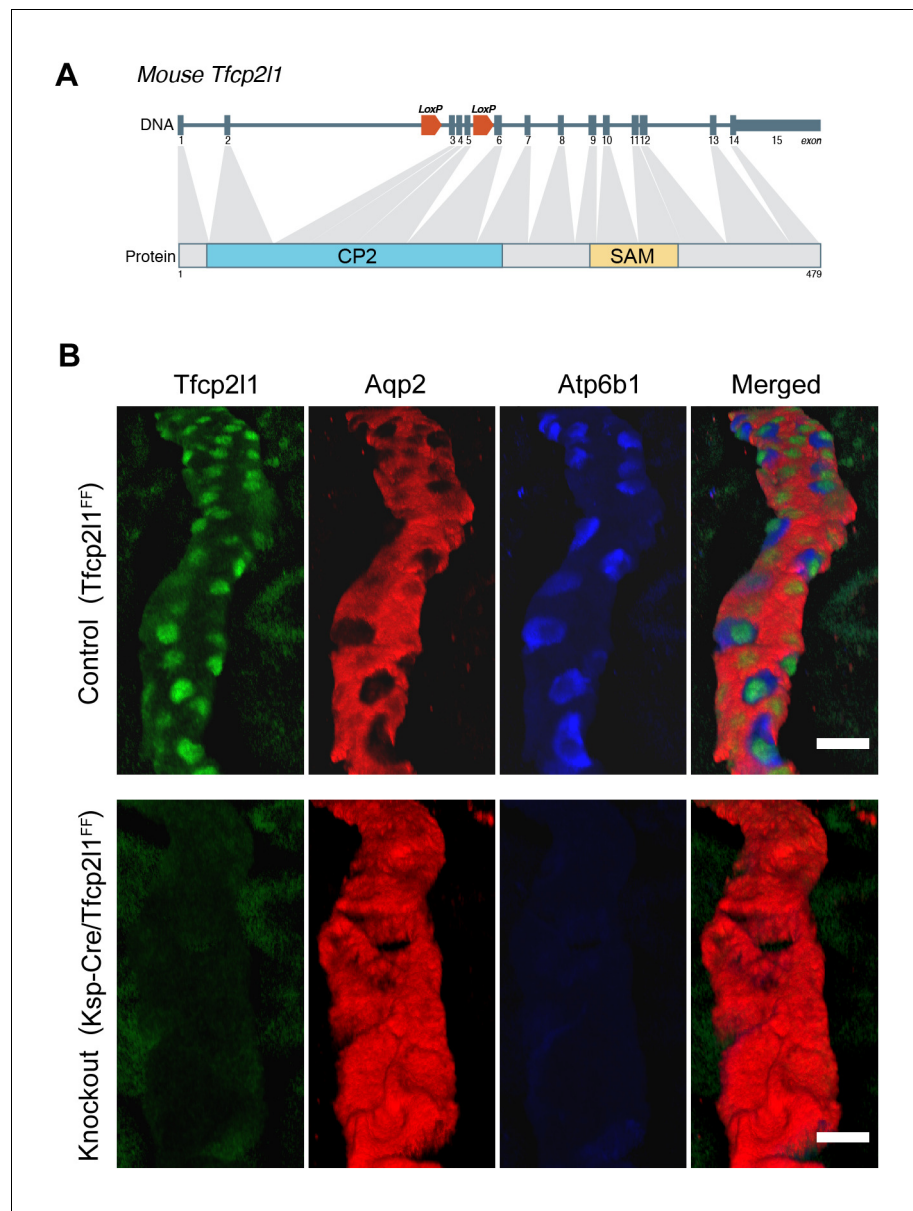 A
Mouse Tfcp2l1
LoxP LoxP
DNA
1 2 3 4 5 6 7 8 9 10 11 12 13 14 15 exon
Protein CP2 SAM
1 479
B
Tfcp2l1 Aqp2 Atp6b1 Merged
Control (Tfcp2l1FF)
Knockout (Ksp-Cre/Tfcp2l1FF)